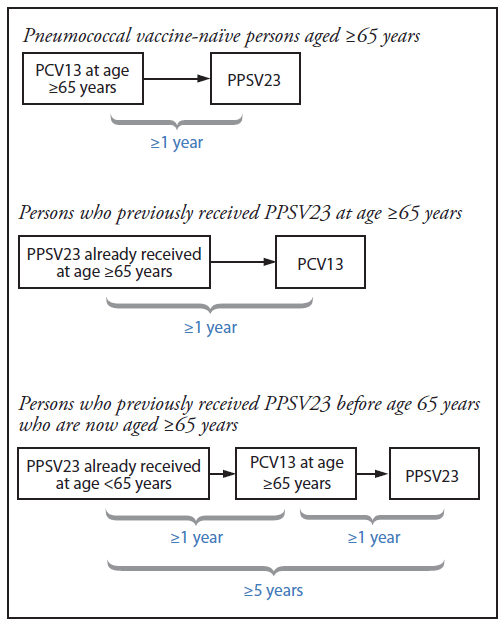 Pneumococcal vaccine-naïve persons aged ≥65 years
PCV13 at age
≥65 years
PPSV23
≥1 year
Persons who previously received PPSV23 at age ≥65 years
PPSV23 already received
at age ≥65 years
PCV13
≥1 year
Persons who previously received PPSV23 before age 65 years
who are now aged ≥65 years
PPSV23 already received
at age <65 years
PCV13 at age
≥65 years
PPSV23
≥1 year
≥1 year
≥5 years